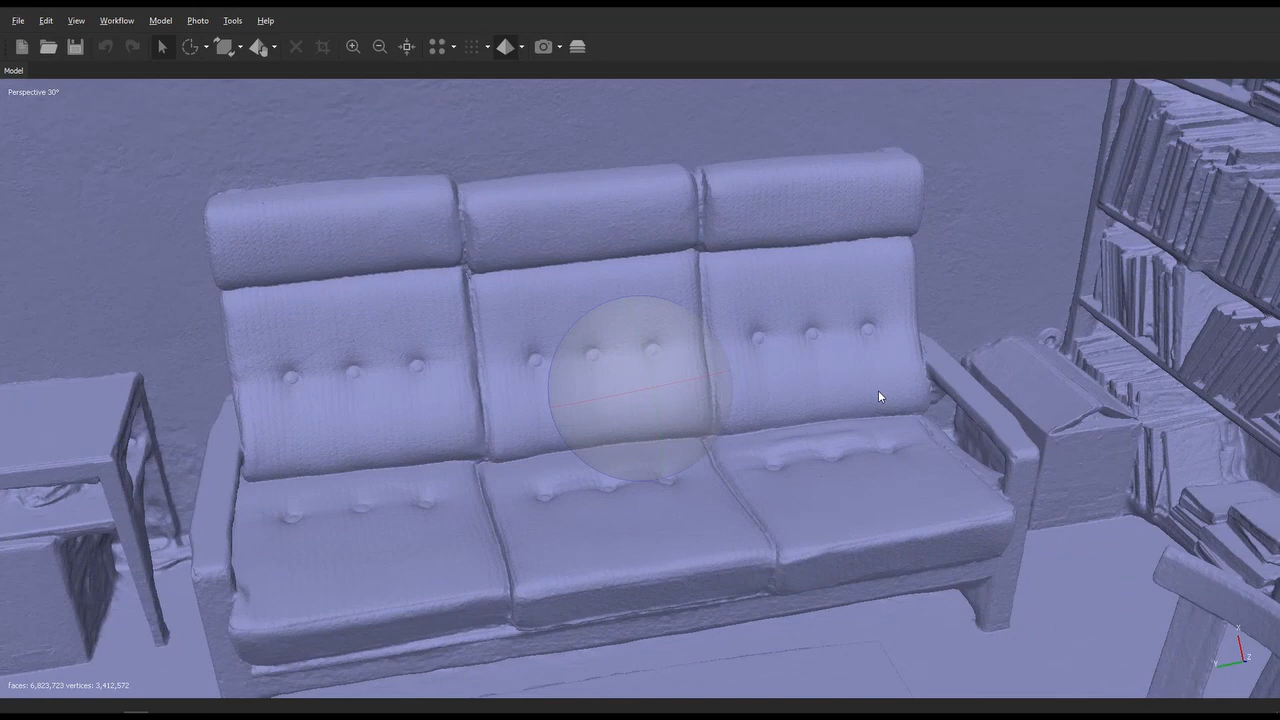 File Edit View Workflow Model Photo Tools Help
Model
Perspective 30°
X
Y Z
faces: 6,823,723 vertices: 3,412,572